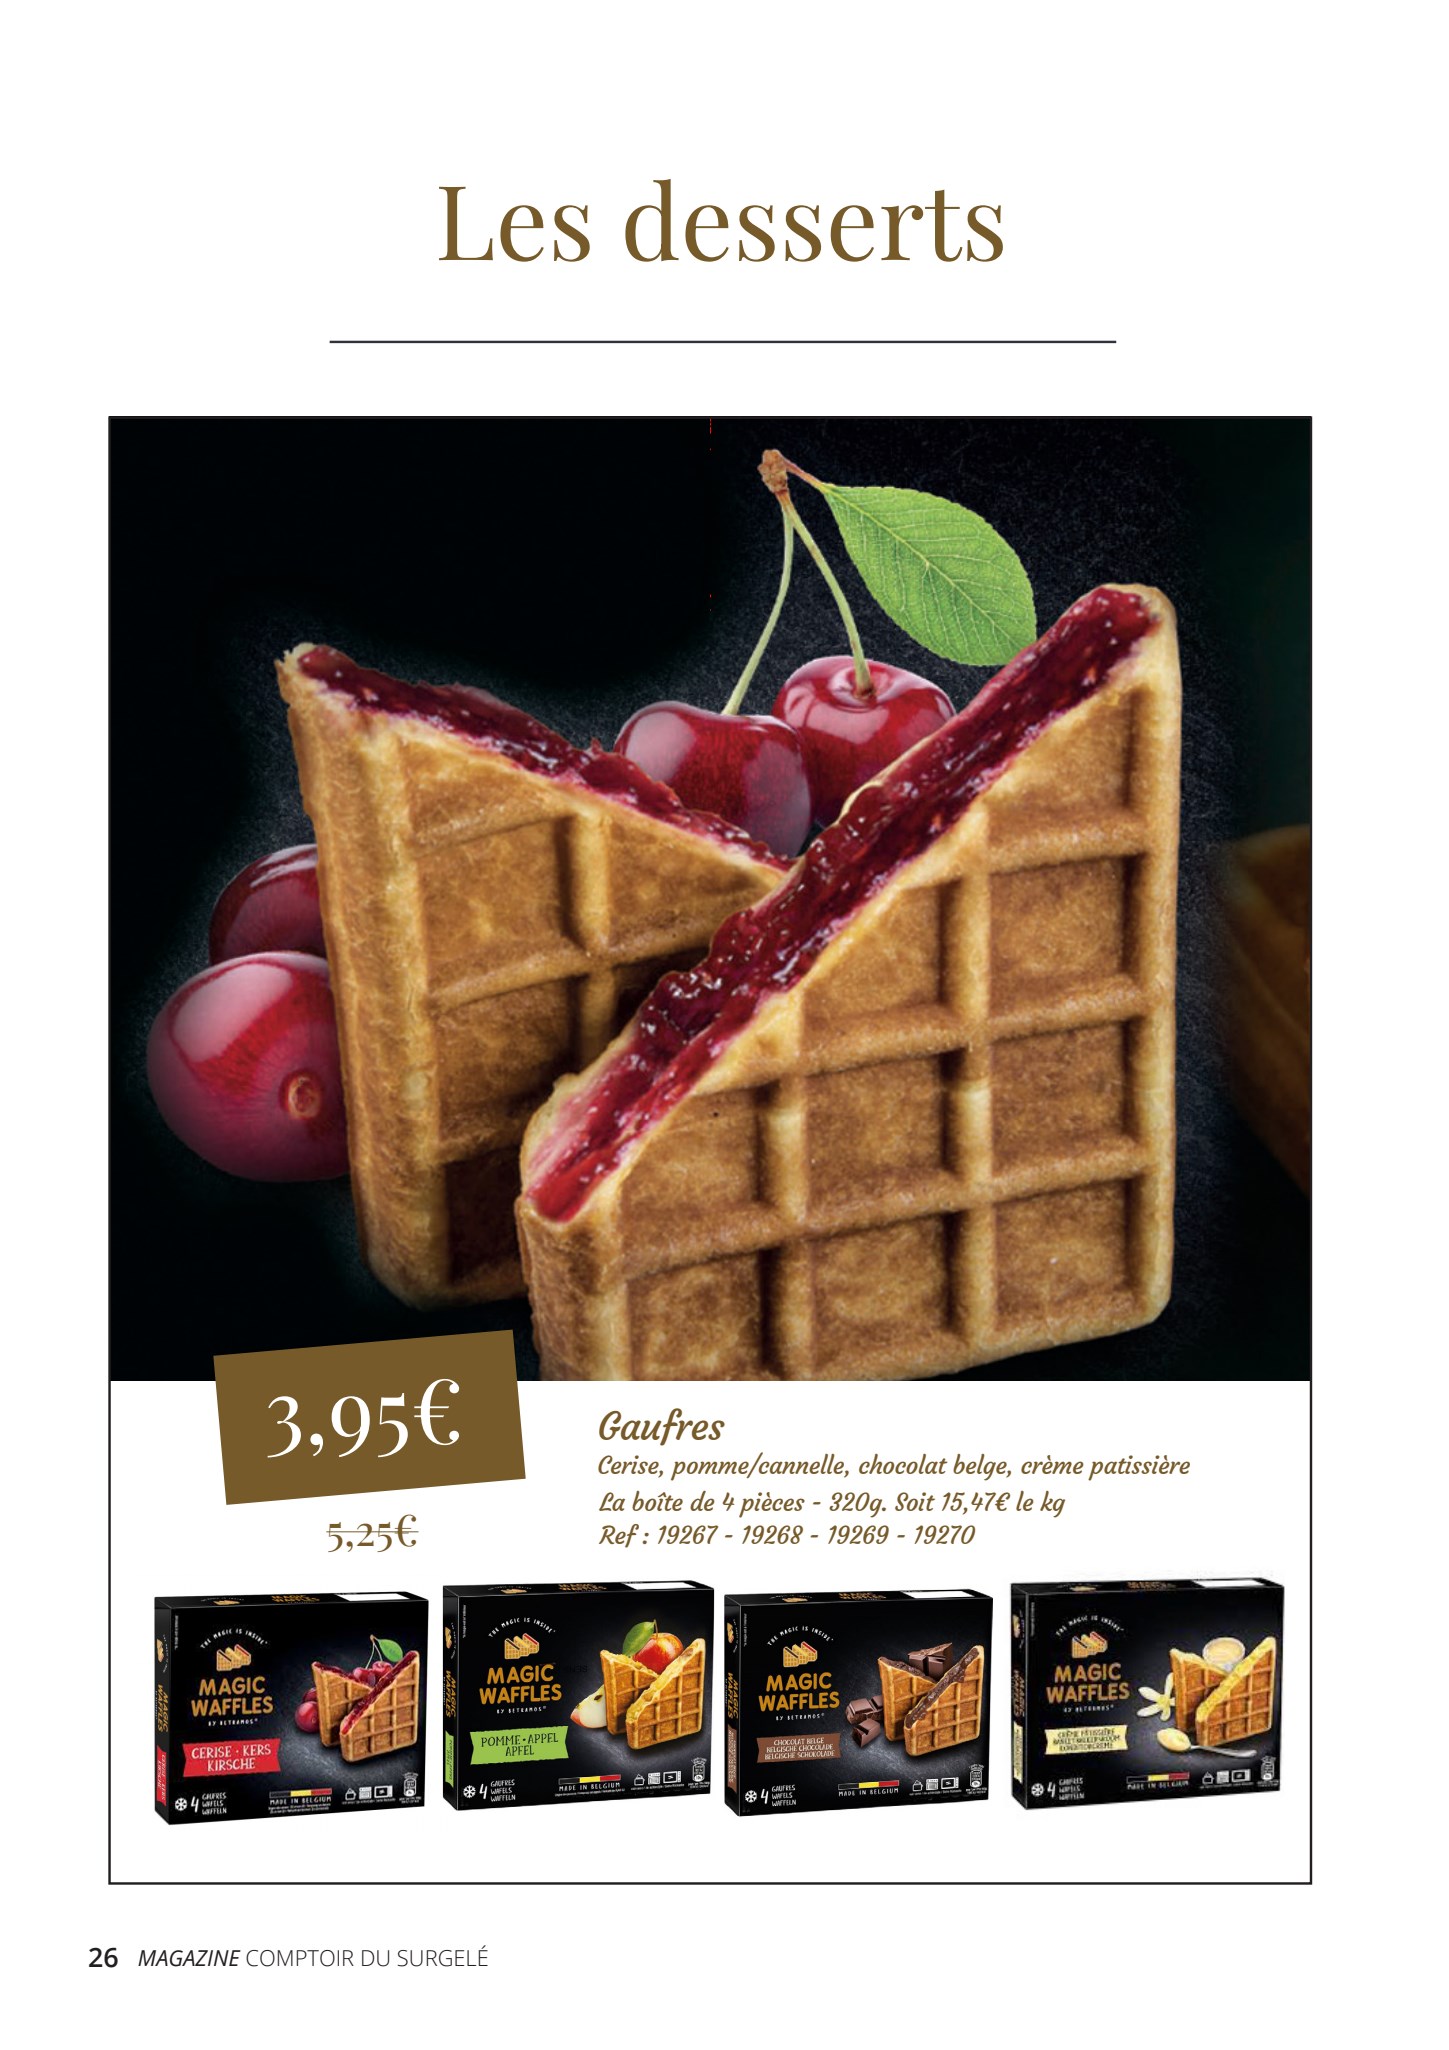 Les desserts
3,95€
5,25€
Gaufres
Cerise, pomme/cannelle, chocolat belge, crème patissière
La boîte de 4 pièces - 320g. Soit 15,47€ le kg
Ref : 19267 - 19268 - 19269 - 19270
THE MAGIC IS INSIDE
MAGIC
WAFFLES
BY BETRAMOS
CERISE • KERS
KIRSCHE
4 GAUFRES
WAFELS
WAFFELN
MADE IN BELGIUM
THE MAGIC IS INSIDE
MAGIC
WAFFLES
BY BETRAMOS
POMME • APPEL
APFEL
4 GAUFRES
WAFELS
WAFFELN
MADE IN BELGIUM
THE MAGIC IS INSIDE
MAGIC
WAFFLES
BY BETRAMOS
CHOCOLAT BELGE
BELGISCHE CHOCOLADE
BELGISCHE SCHOKOLADE
4 GAUFRES
WAFELS
WAFFELN
MADE IN BELGIUM
THE MAGIC IS INSIDE
MAGIC
WAFFLES
BY BETRAMOS
CRÈME PÂTISSIÈRE
4 GAUFRES
WAFELS
WAFFELN
MADE IN BELGIUM
26 MAGAZINE COMPTOIR DU SURGELÉ